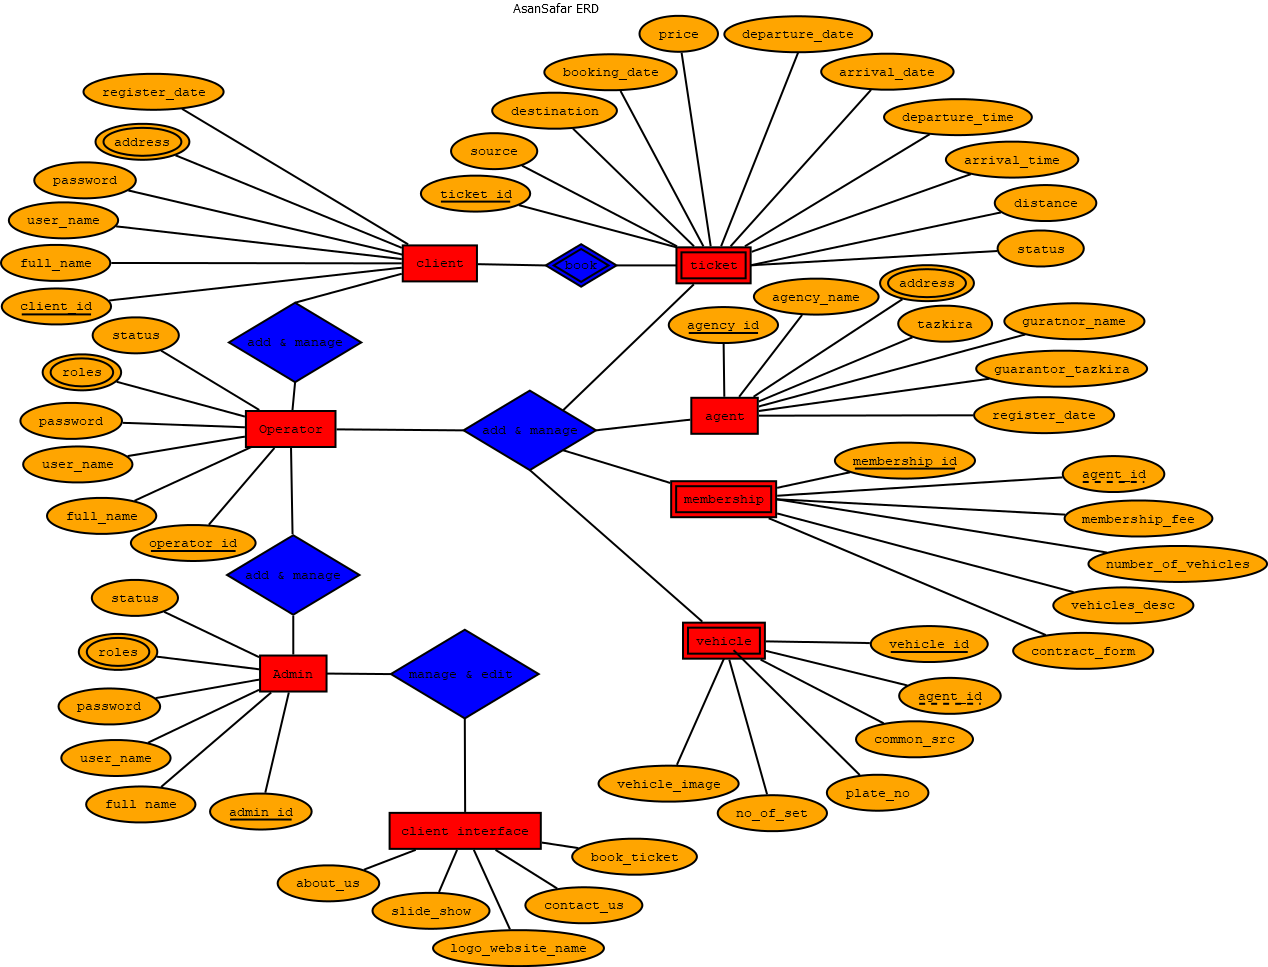 AsanSafar ERD
price
departure_date
booking_date
arrival_date
register_date
destination
departure_time
address
source
arrival_time
password
ticket_id
distance
user_name
status
full_name
client
book
ticket
client_id
address
agency_name
agency_id
tazkira
guratnor_name
status
add & manage
guarantor_tazkira
roles
register_date
agent
password
Operator
add & manage
user_name
membership_id
agent_id
full_name
membership
membership_fee
operator_id
number_of_vehicles
add & manage
status
vehicles_desc
roles
vehicle
vehicle_id
contract_form
Admin
manage & edit
agent_id
password
common_src
user_name
vehicle_image
plate_no
full name
admin_id
no_of_set
client interface
book_ticket
about_us
contact_us
slide_show
logo_website_name